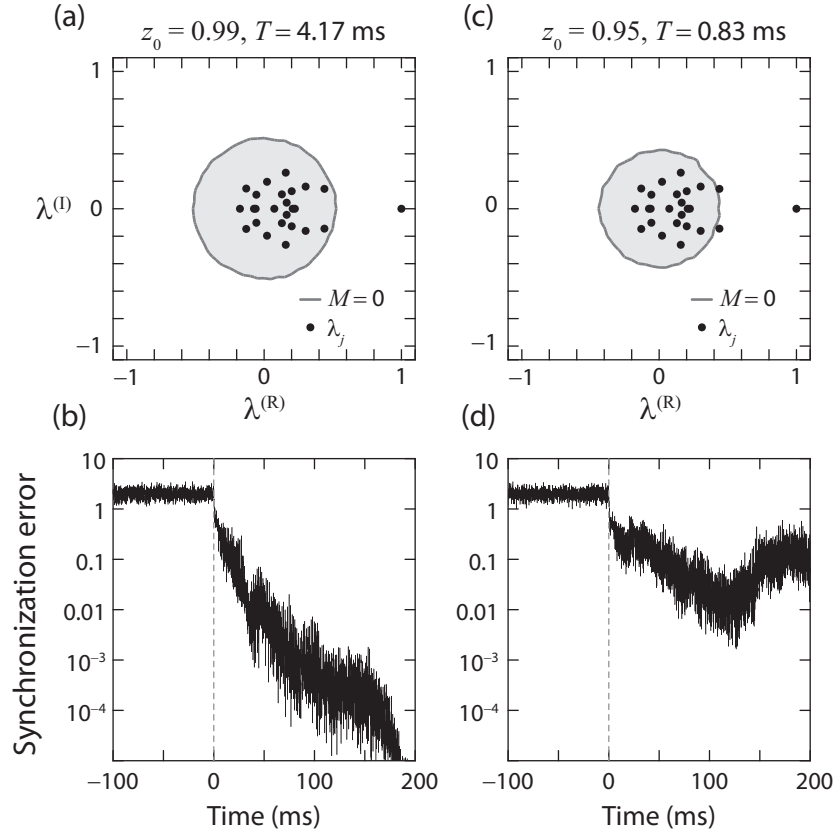 (a)
z₀ = 0.99, T = 4.17 ms
1
λ⁽ᴿ⁾
0
λ⁽ᴵ⁾
−1
−1 0 1
M = 0
λⱼ
(c)
z₀ = 0.95, T = 0.83 ms
1
0
−1
−1 0 1
λ⁽ᴿ⁾
M = 0
λⱼ
(b)
Synchronization error
10
1
0.1
0.01
10⁻³
10⁻⁴
−100 0 100 200
Time (ms)
(d)
10
1
0.1
0.01
10⁻³
10⁻⁴
−100 0 100 200
Time (ms)